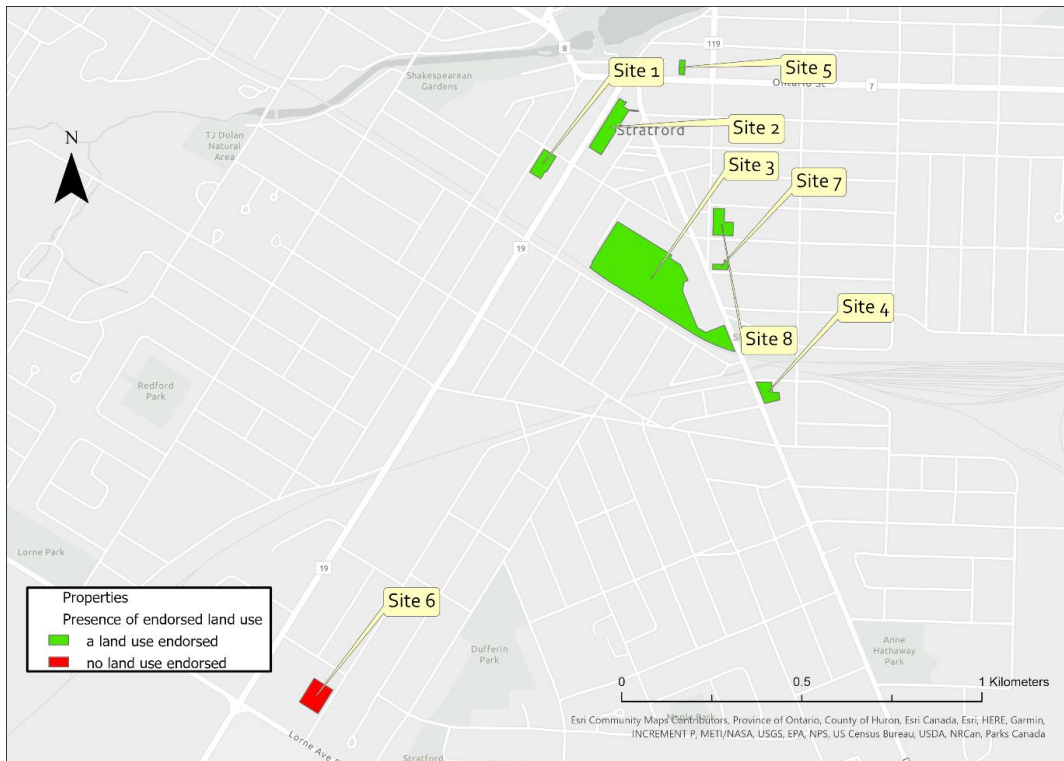 8
119
Site 1
Site 5
Shakespearean
Gardens
Ontario St
7
Site 2
Stratford
TJ Dolan
Natural
Area
N
Site 3
Site 7
19
Site 4
Site 8
Redford
Park
Lorne Park
19
Site 6
Properties
Presence of endorsed land use
a land use endorsed
no land use endorsed
Dufferin
Park
Anne
Hathaway
Park
0
0.5
1 Kilometers
Esri Community Maps Contributors, Province of Ontario, County of Huron, Esri Canada, Esri, HERE, Garmin,
INCREMENT P, METI/NASA, USGS, EPA, NPS, US Census Bureau, USDA, NRCan, Parks Canada
Lorne Ave
Stratford